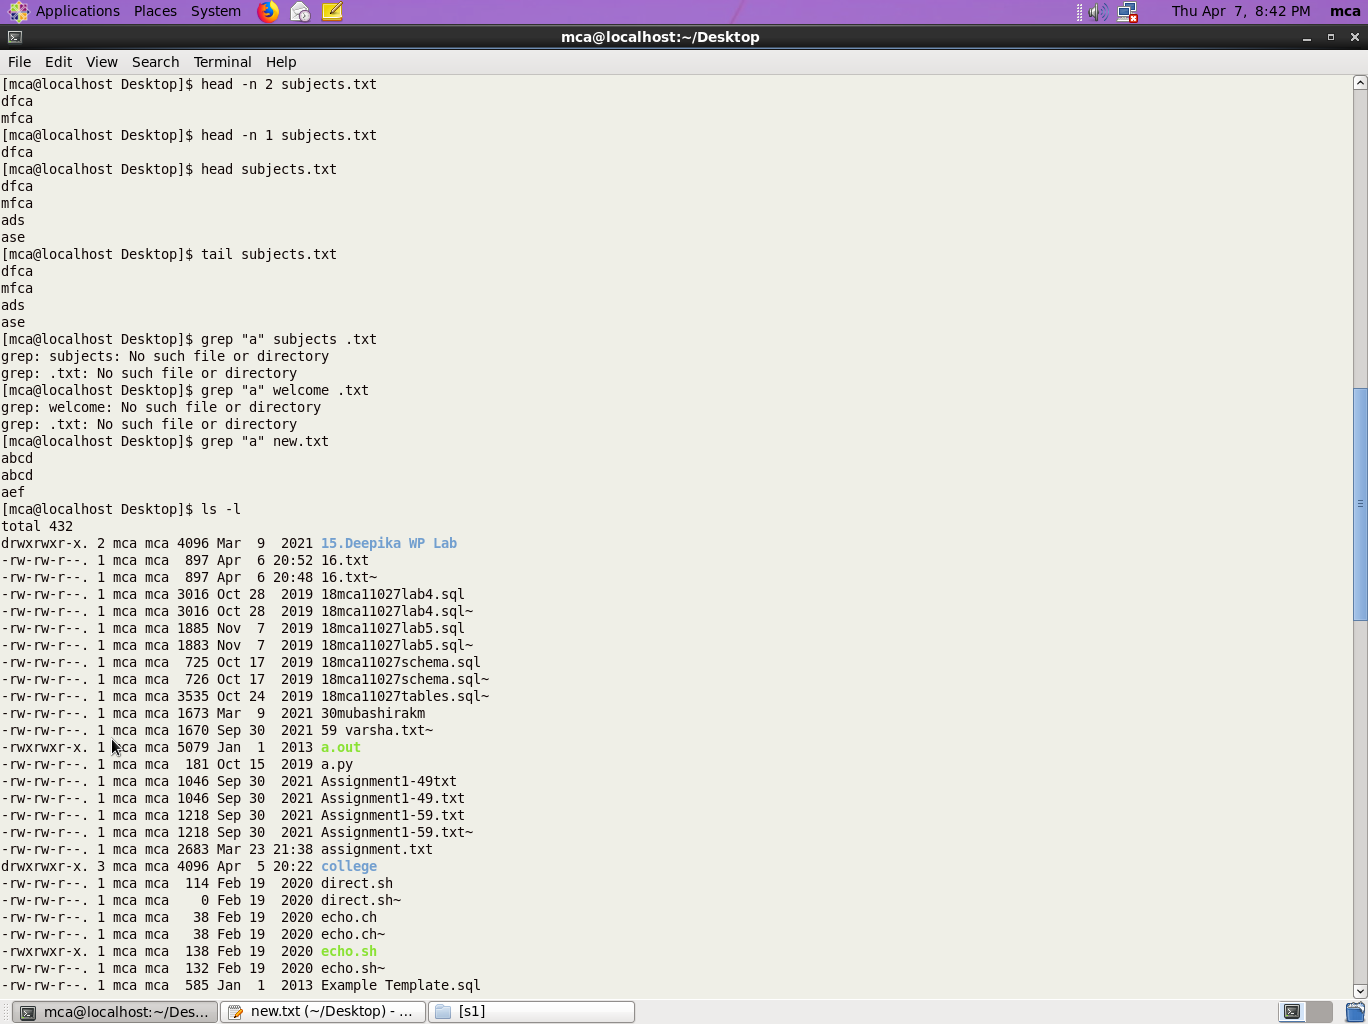 Applications Places System Thu Apr 7, 8:42 PM mca
mca@localhost:~/Desktop
File Edit View Search Terminal Help
[mca@localhost Desktop]$ head -n 2 subjects.txt
dfca
mfca
[mca@localhost Desktop]$ head -n 1 subjects.txt
dfca
[mca@localhost Desktop]$ head subjects.txt
dfca
mfca
ads
ase
[mca@localhost Desktop]$ tail subjects.txt
dfca
mfca
ads
ase
[mca@localhost Desktop]$ grep "a" subjects .txt
grep: subjects: No such file or directory
grep: .txt: No such file or directory
[mca@localhost Desktop]$ grep "a" welcome .txt
grep: welcome: No such file or directory
grep: .txt: No such file or directory
[mca@localhost Desktop]$ grep "a" new.txt
abcd
abcd
aef
[mca@localhost Desktop]$ ls -l
total 432
drwxrwxr-x. 2 mca mca 4096 Mar  9  2021 15.Deepika WP Lab
-rw-rw-r--. 1 mca mca  897 Apr  6 20:52 16.txt
-rw-rw-r--. 1 mca mca  897 Apr  6 20:48 16.txt~
-rw-rw-r--. 1 mca mca 3016 Oct 28  2019 18mca11027lab4.sql
-rw-rw-r--. 1 mca mca 3016 Oct 28  2019 18mca11027lab4.sql~
-rw-rw-r--. 1 mca mca 1885 Nov  7  2019 18mca11027lab5.sql
-rw-rw-r--. 1 mca mca 1883 Nov  7  2019 18mca11027lab5.sql~
-rw-rw-r--. 1 mca mca  725 Oct 17  2019 18mca11027schema.sql
-rw-rw-r--. 1 mca mca  726 Oct 17  2019 18mca11027schema.sql~
-rw-rw-r--. 1 mca mca 3535 Oct 24  2019 18mca11027tables.sql~
-rw-rw-r--. 1 mca mca 1673 Mar  9  2021 30mubashirakm
-rw-rw-r--. 1 mca mca 1670 Sep 30  2021 59 varsha.txt~
-rwxrwxr-x. 1 mca mca 5079 Jan  1  2013 a.out
-rw-rw-r--. 1 mca mca  181 Oct 15  2019 a.py
-rw-rw-r--. 1 mca mca 1046 Sep 30  2021 Assignment1-49txt
-rw-rw-r--. 1 mca mca 1046 Sep 30  2021 Assignment1-49.txt
-rw-rw-r--. 1 mca mca 1218 Sep 30  2021 Assignment1-59.txt
-rw-rw-r--. 1 mca mca 1218 Sep 30  2021 Assignment1-59.txt~
-rw-rw-r--. 1 mca mca 2683 Mar 23 21:38 assignment.txt
drwxrwxr-x. 3 mca mca 4096 Apr  5 20:22 college
-rw-rw-r--. 1 mca mca  114 Feb 19  2020 direct.sh
-rw-rw-r--. 1 mca mca    0 Feb 19  2020 direct.sh~
-rw-rw-r--. 1 mca mca   38 Feb 19  2020 echo.ch
-rw-rw-r--. 1 mca mca   38 Feb 19  2020 echo.ch~
-rwxrwxr-x. 1 mca mca  138 Feb 19  2020 echo.sh
-rw-rw-r--. 1 mca mca  132 Feb 19  2020 echo.sh~
-rw-rw-r--. 1 mca mca  585 Jan  1  2013 Example Template.sql
mca@localhost:~/Des... new.txt (~/Desktop) - ... [s1]